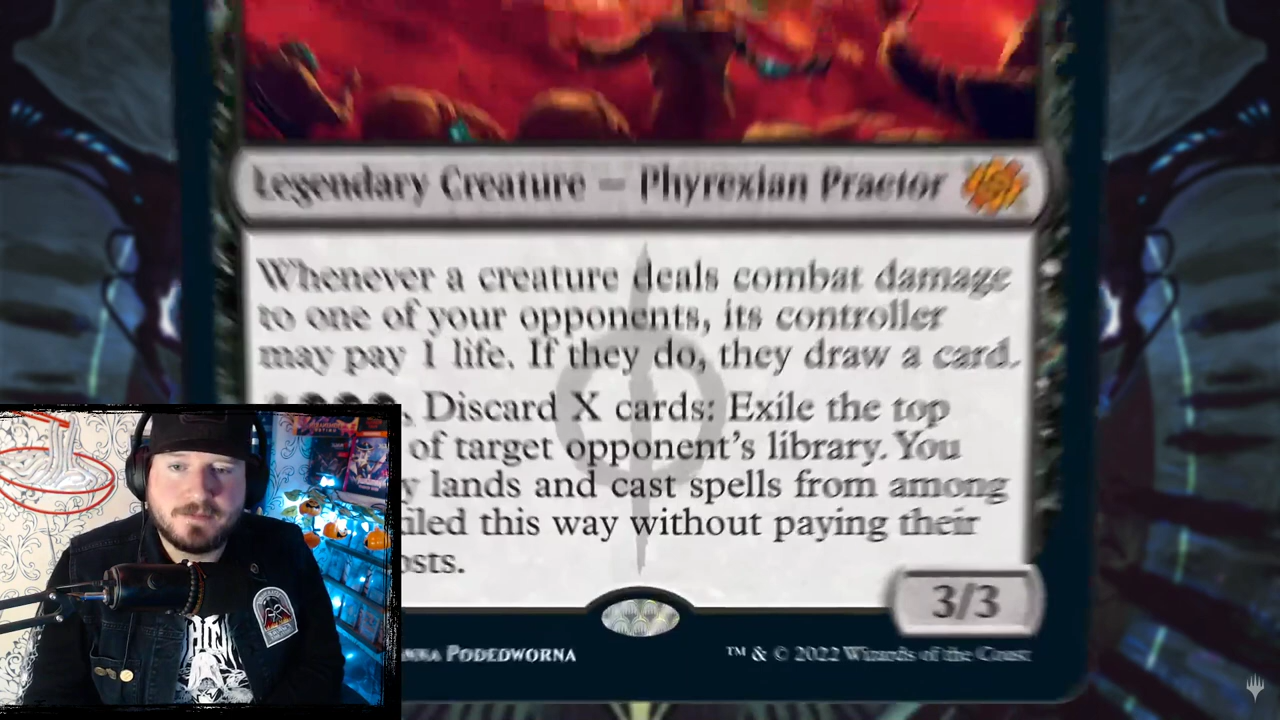 Legendary Creature — Phyrexian Praetor
Whenever a creature deals combat damage
to one of your opponents, its controller
may pay 1 life. If they do, they draw a card.
, Discard X cards: Exile the top
of target opponent's library. You
y lands and cast spells from among
iled this way without paying their
osts.
3/3
PODEDWORNA
™ & © 2022 Wizards of the Coast